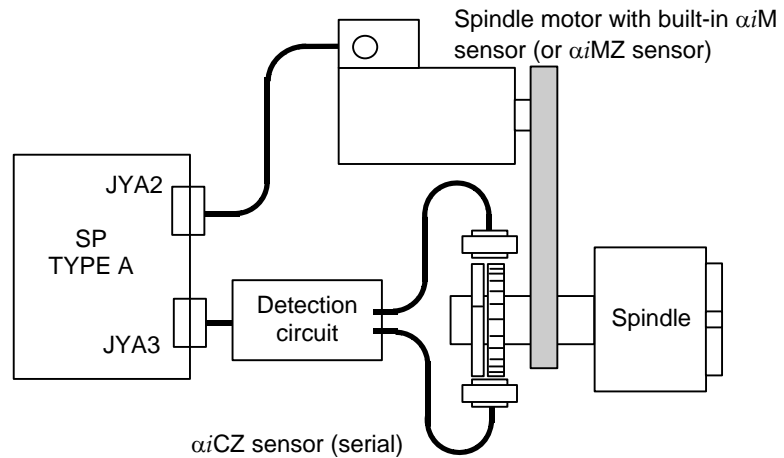 Spindle motor with built-in αiM
sensor (or αiMZ sensor)
JYA2
SP
TYPE A
JYA3
Detection
circuit
Spindle
αiCZ sensor (serial)